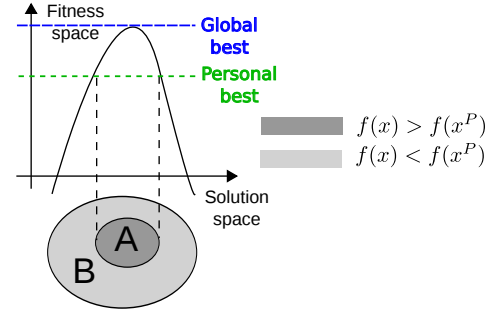 Fitness
space
Global
best
Personal
best
f(x) > f(x^P)
f(x) < f(x^P)
Solution
space
A
B